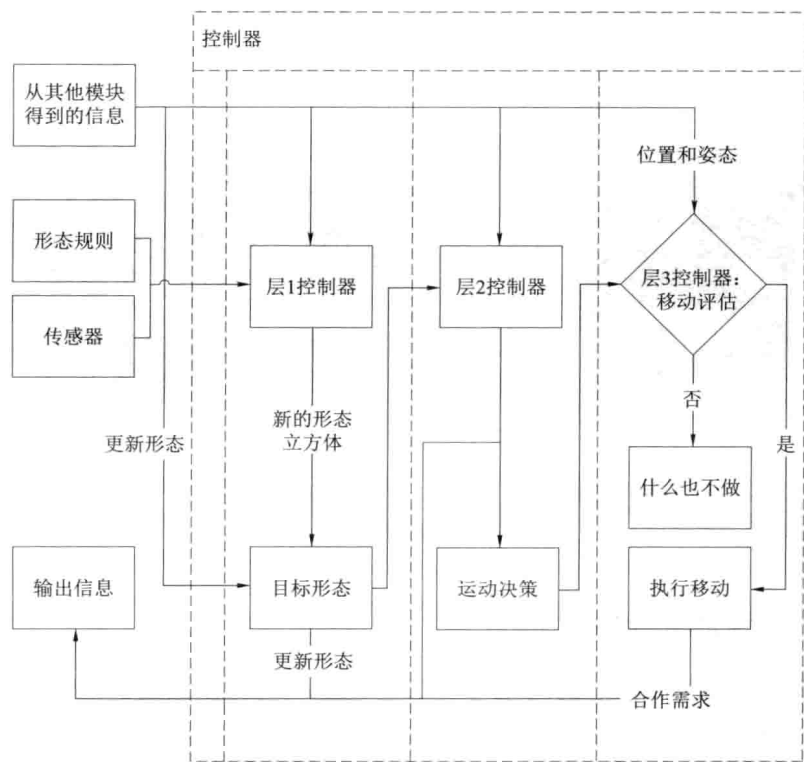 控制器
从其他模块
得到的信息
位置和姿态
形态规则
层1控制器
层2控制器
层3控制器：
移动评估
传感器
否
新的形态
立方体
更新形态
是
什么也不做
输出信息
目标形态
运动决策
执行移动
更新形态
合作需求